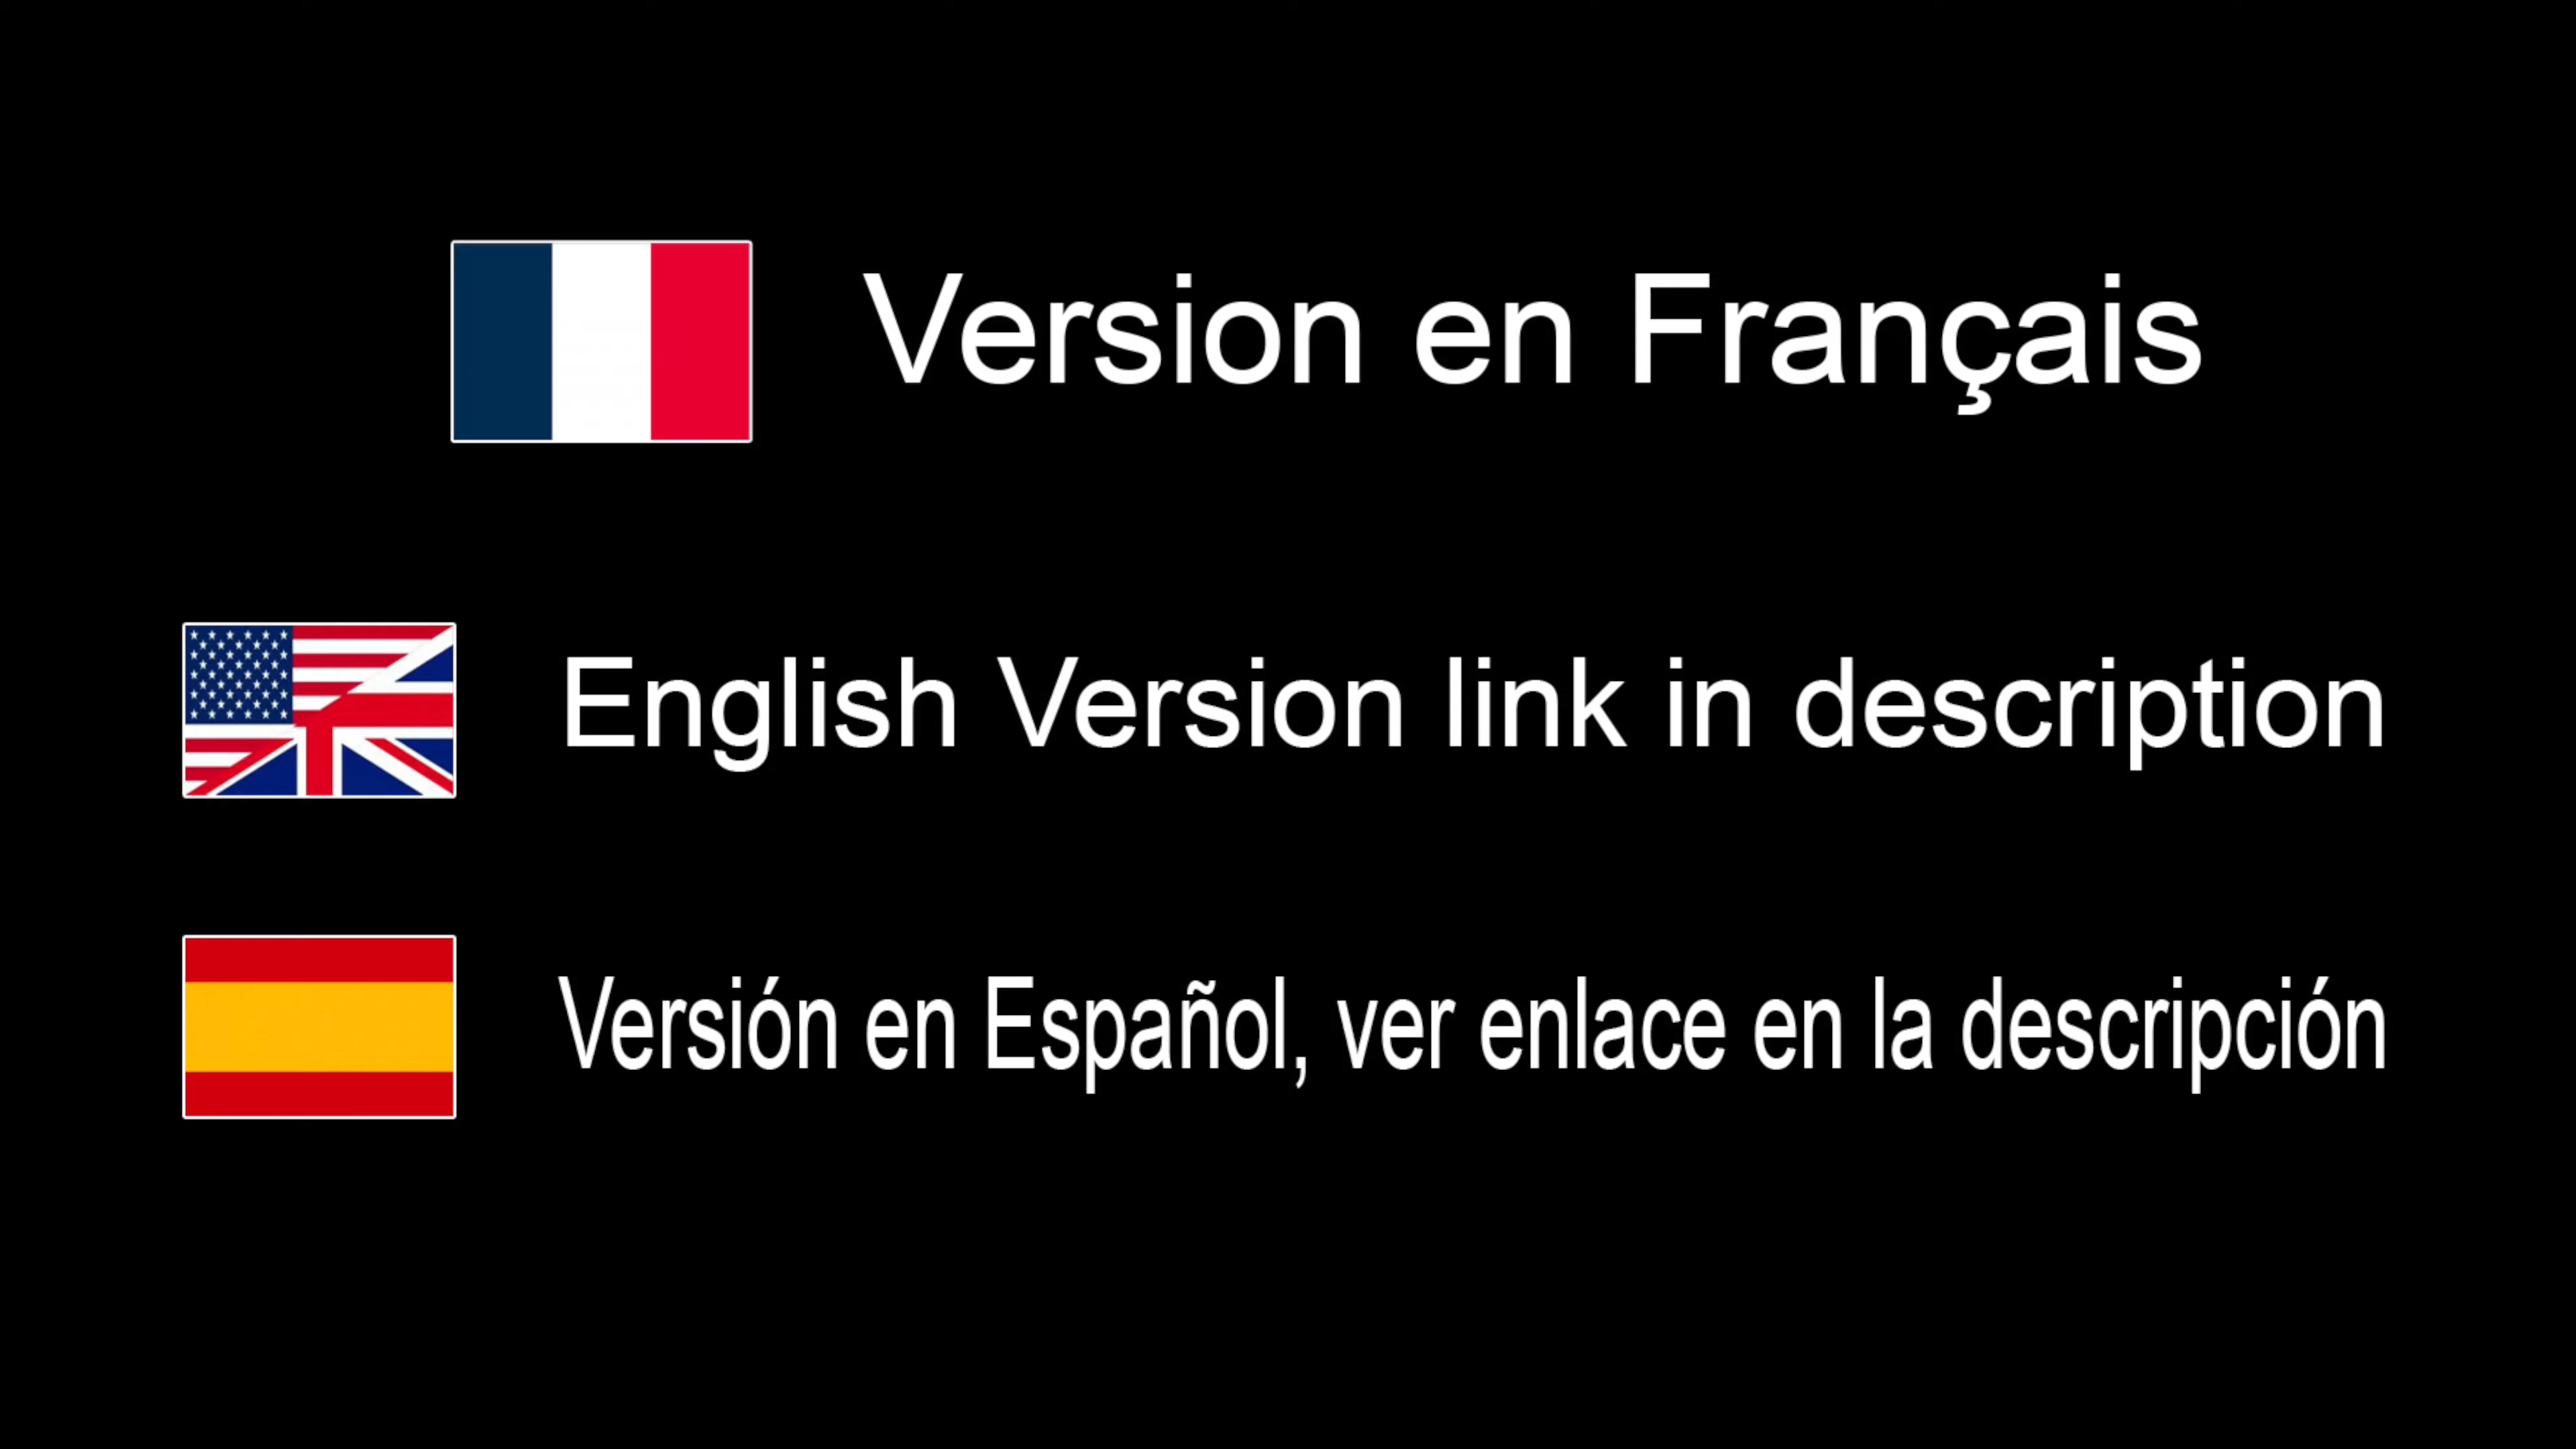 Version en Français
English Version link in description
Versión en Español, ver enlace en la descripción